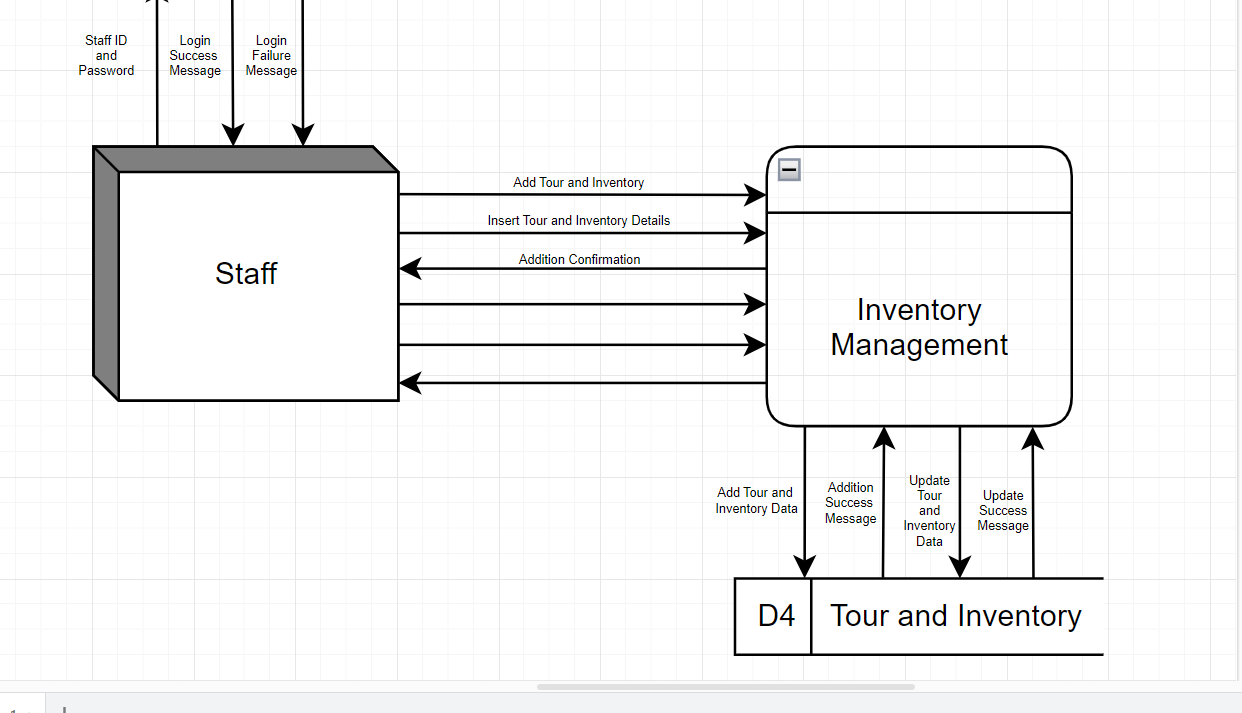 Staff ID
and
Password
Login
Success
Message
Login
Failure
Message
Add Tour and Inventory
Insert Tour and Inventory Details
Addition Confirmation
Staff
Inventory
Management
Add Tour and
Inventory Data
Addition
Success
Message
Update
Tour
and
Inventory
Data
Update
Success
Message
D4
Tour and Inventory